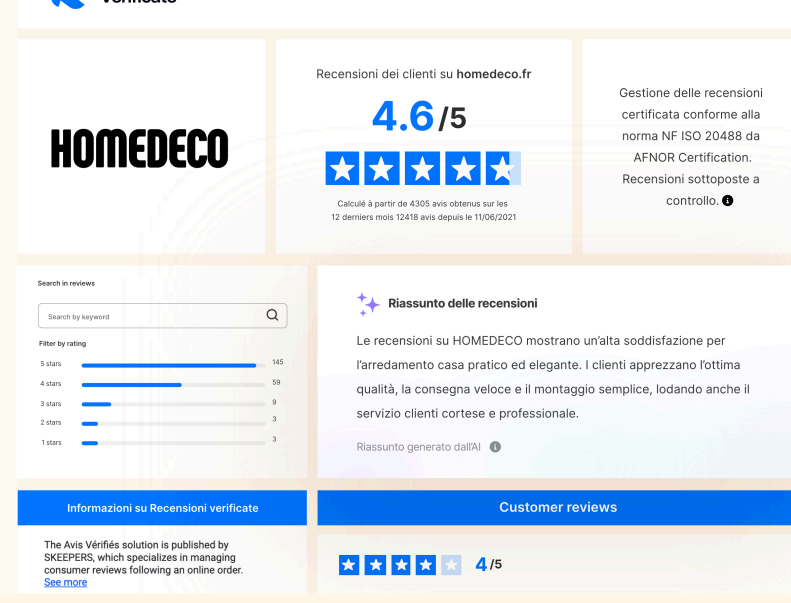 HOMEDECO
Recensioni dei clienti su homedeco.fr
4.6/5
Calculé à partir de 4305 avis obtenus sur les
12 derniers mois 12418 avis depuis le 11/06/2021
Gestione delle recensioni
certificata conforme alla
norma NF ISO 20488 da
AFNOR Certification.
Recensioni sottoposte a
controllo.
Search in reviews
Search by keyword
Filter by rating
5 stars 145
4 stars 59
3 stars 9
2 stars 3
1 stars 3
Riassunto delle recensioni
Le recensioni su HOMEDECO mostrano un'alta soddisfazione per
l'arredamento casa pratico ed elegante. I clienti apprezzano l'ottima
qualità, la consegna veloce e il montaggio semplice, lodando anche il
servizio clienti cortese e professionale.
Riassunto generato dall'AI
Informazioni su Recensioni verificate
The Avis Vérifiés solution is published by
SKEEPERS, which specializes in managing
consumer reviews following an online order.
See more
Customer reviews
4/5